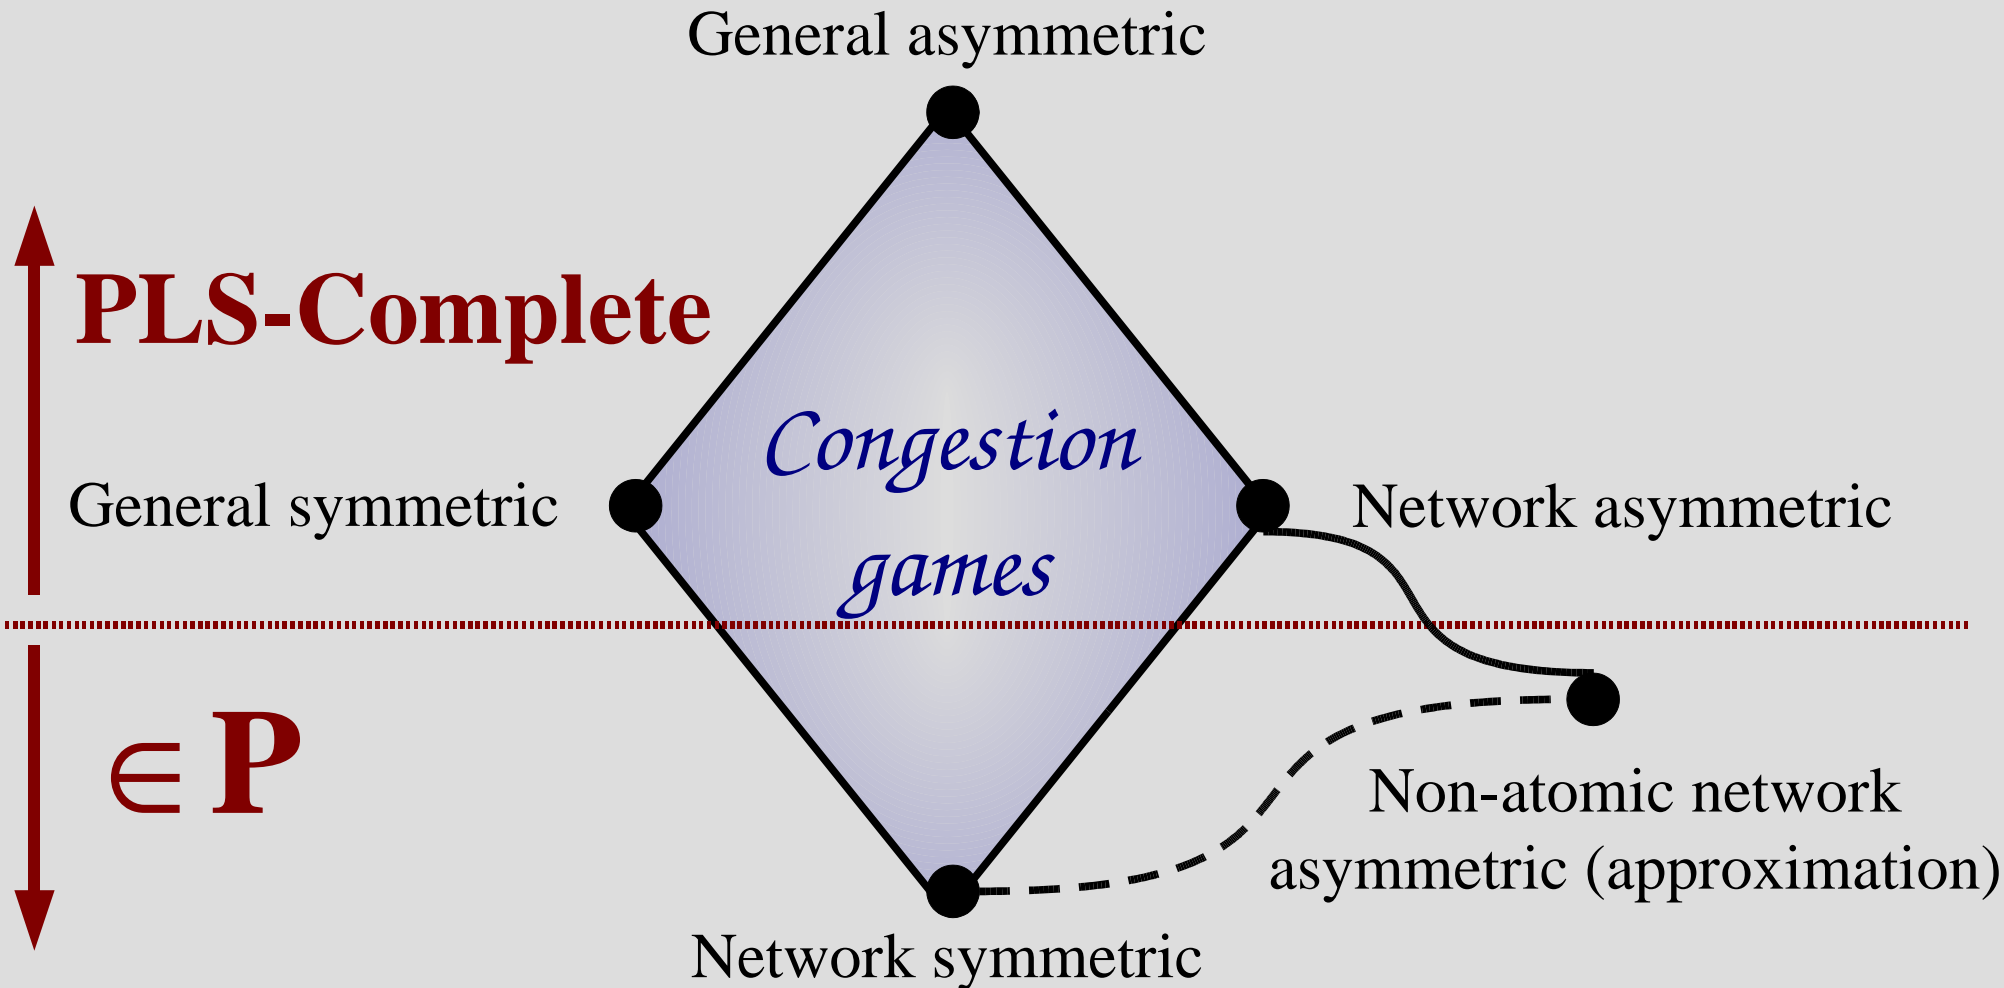 General asymmetric
PLS-Complete
Congestion
games
General symmetric
Network asymmetric
∈ P
Non-atomic network
asymmetric (approximation)
Network symmetric